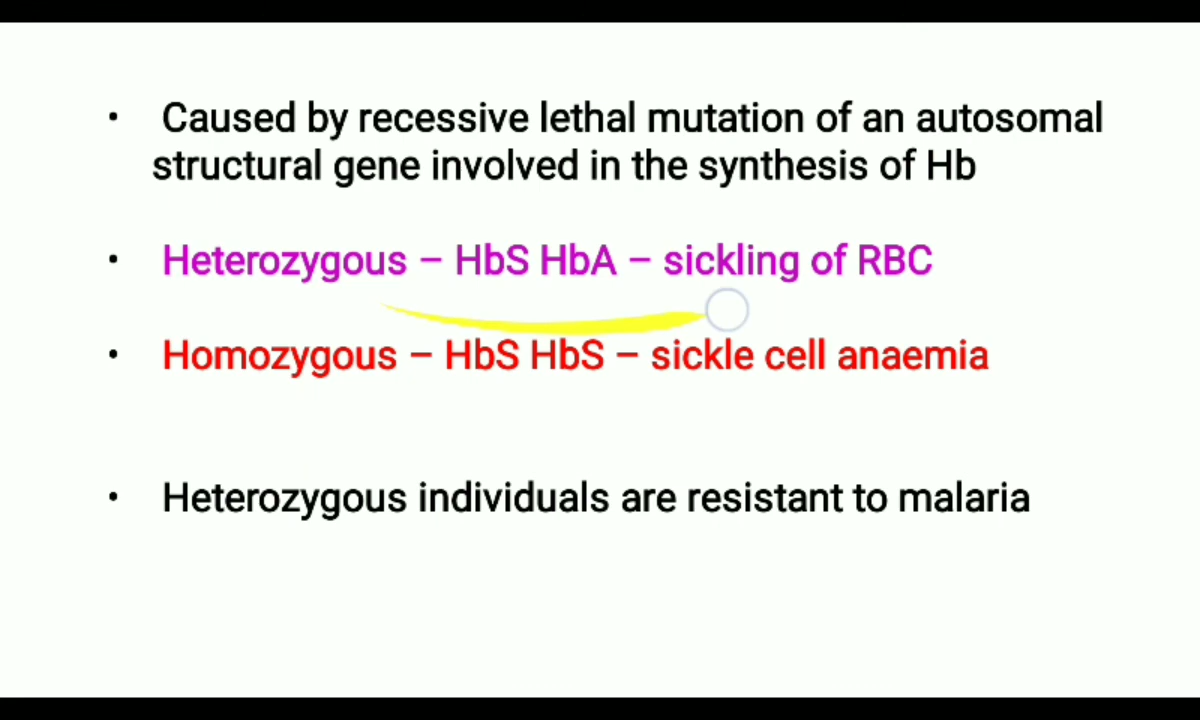 • Caused by recessive lethal mutation of an autosomal
structural gene involved in the synthesis of Hb
• Heterozygous – HbS HbA – sickling of RBC
• Homozygous – HbS HbS – sickle cell anaemia
• Heterozygous individuals are resistant to malaria